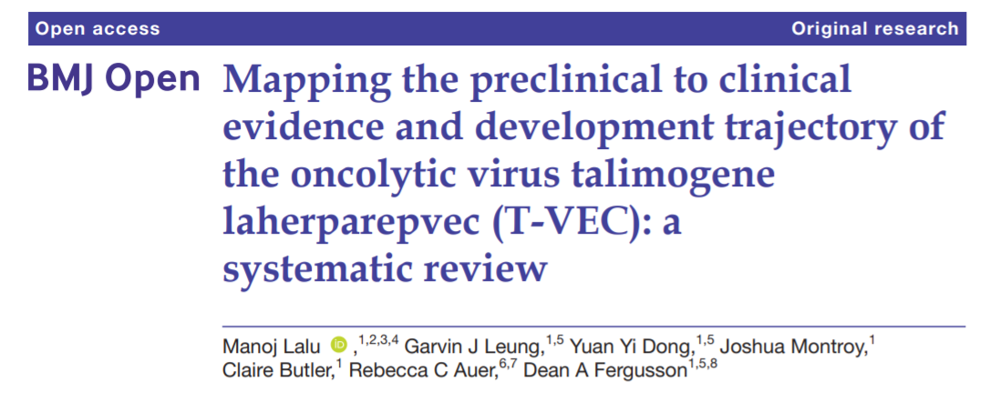 Open access
Original research
BMJ Open
Mapping the preclinical to clinical
evidence and development trajectory of
the oncolytic virus talimogene
laherparepvec (T-VEC): a
systematic review
Manoj Lalu iD ,1,2,3,4 Garvin J Leung,1,5 Yuan Yi Dong,1,5 Joshua Montroy,1
Claire Butler,1 Rebecca C Auer,6,7 Dean A Fergusson1,5,8